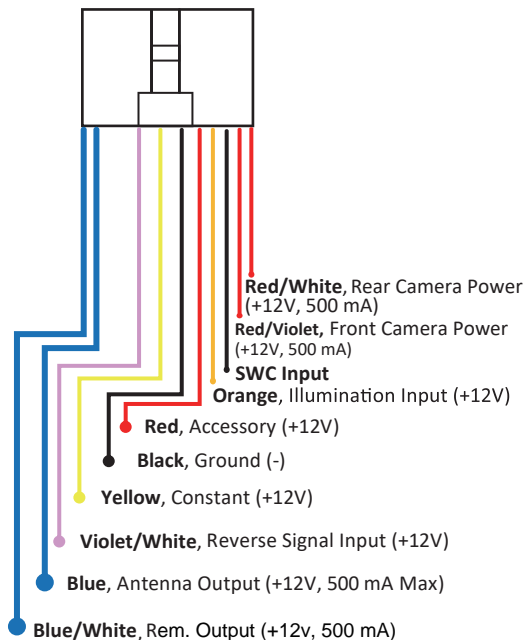 Red/White, Rear Camera Power
(+12V, 500 mA)
Red/Violet, Front Camera Power
(+12V, 500 mA)
SWC Input
Orange, Illumination Input (+12V)
Red, Accessory (+12V)
Black, Ground (-)
Yellow, Constant (+12V)
Violet/White, Reverse Signal Input (+12V)
Blue, Antenna Output (+12V, 500 mA Max)
Blue/White, Rem. Output (+12v, 500 mA)